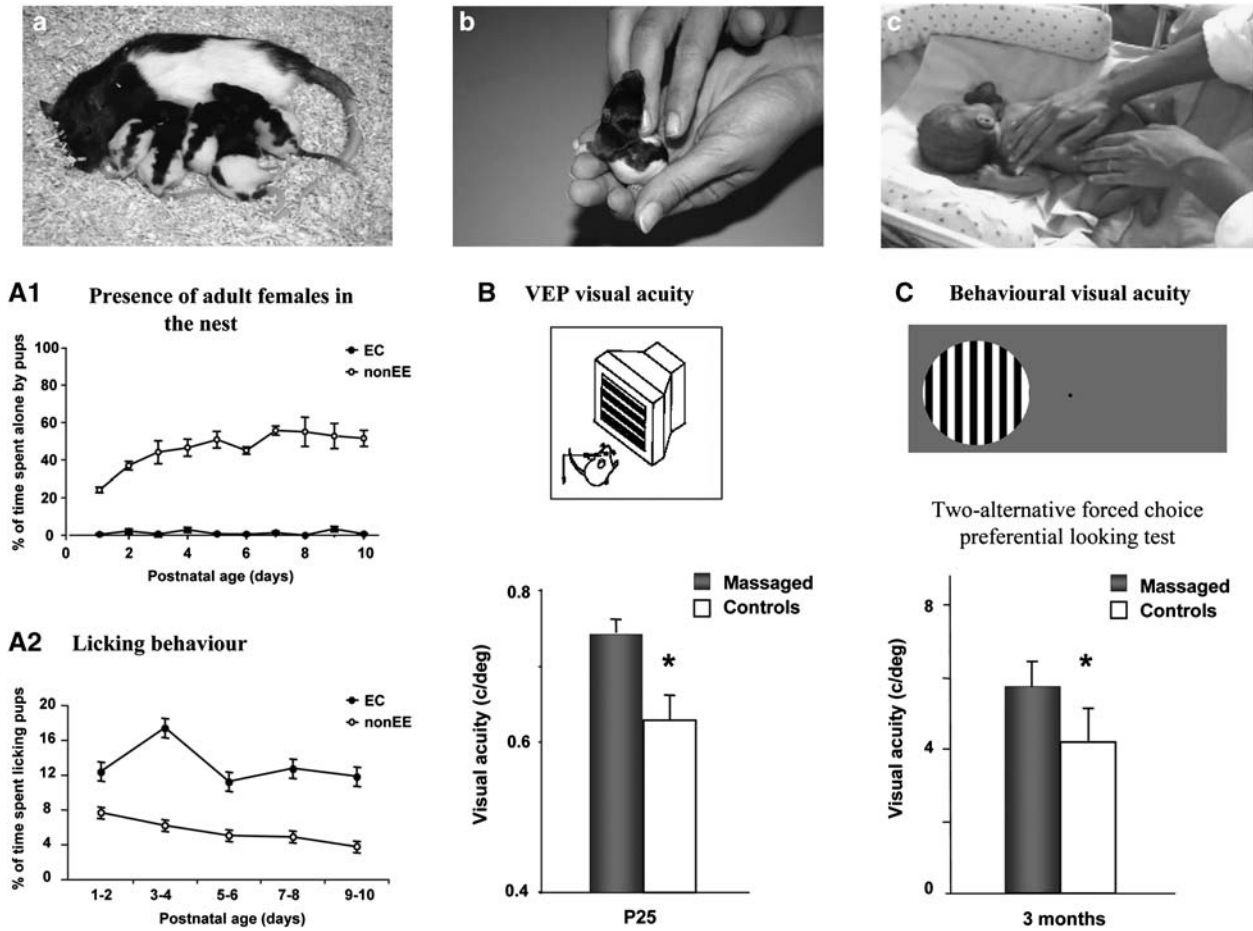 a
b
c
A1 Presence of adult females in
the nest
EC
nonEE
100
80
60
40
20
0
0 2 4 6 8 10
% of time spent alone by pups
Postnatal age (days)
A2 Licking behaviour
EC
nonEE
20
16
12
8
4
0
1-2 3-4 5-6 7-8 9-10
% of time spent licking pups
Postnatal age (days)
B VEP visual acuity
Massaged
Controls
0.8
0.6
0.4
*
Visual acuity (c/deg)
P25
C Behavioural visual acuity
Two-alternative forced choice
preferential looking test
Massaged
Controls
8
4
0
*
Visual acuity (c/deg)
3 months